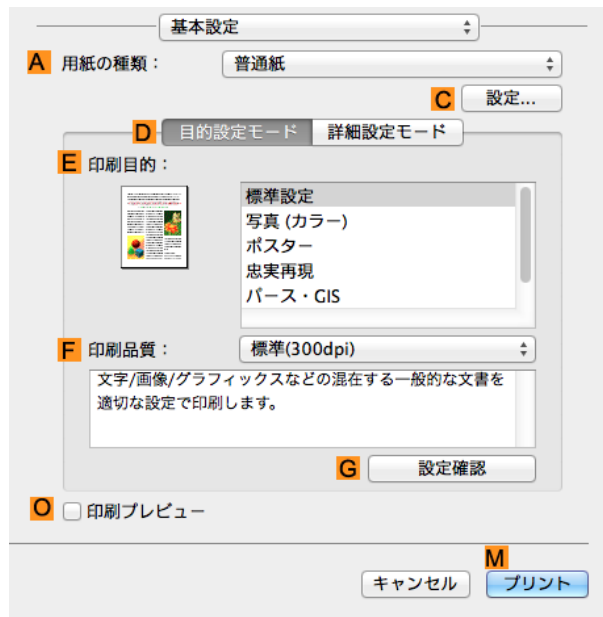 基本設定
A 用紙の種類： 普通紙
C 設定...
D 目的設定モード 詳細設定モード
E 印刷目的：
標準設定
写真 (カラー)
ポスター
忠実再現
パース・GIS
F 印刷品質： 標準(300dpi)
文字/画像/グラフィックスなどの混在する一般的な文書を
適切な設定で印刷します。
G 設定確認
O 印刷プレビュー
M
キャンセル プリント